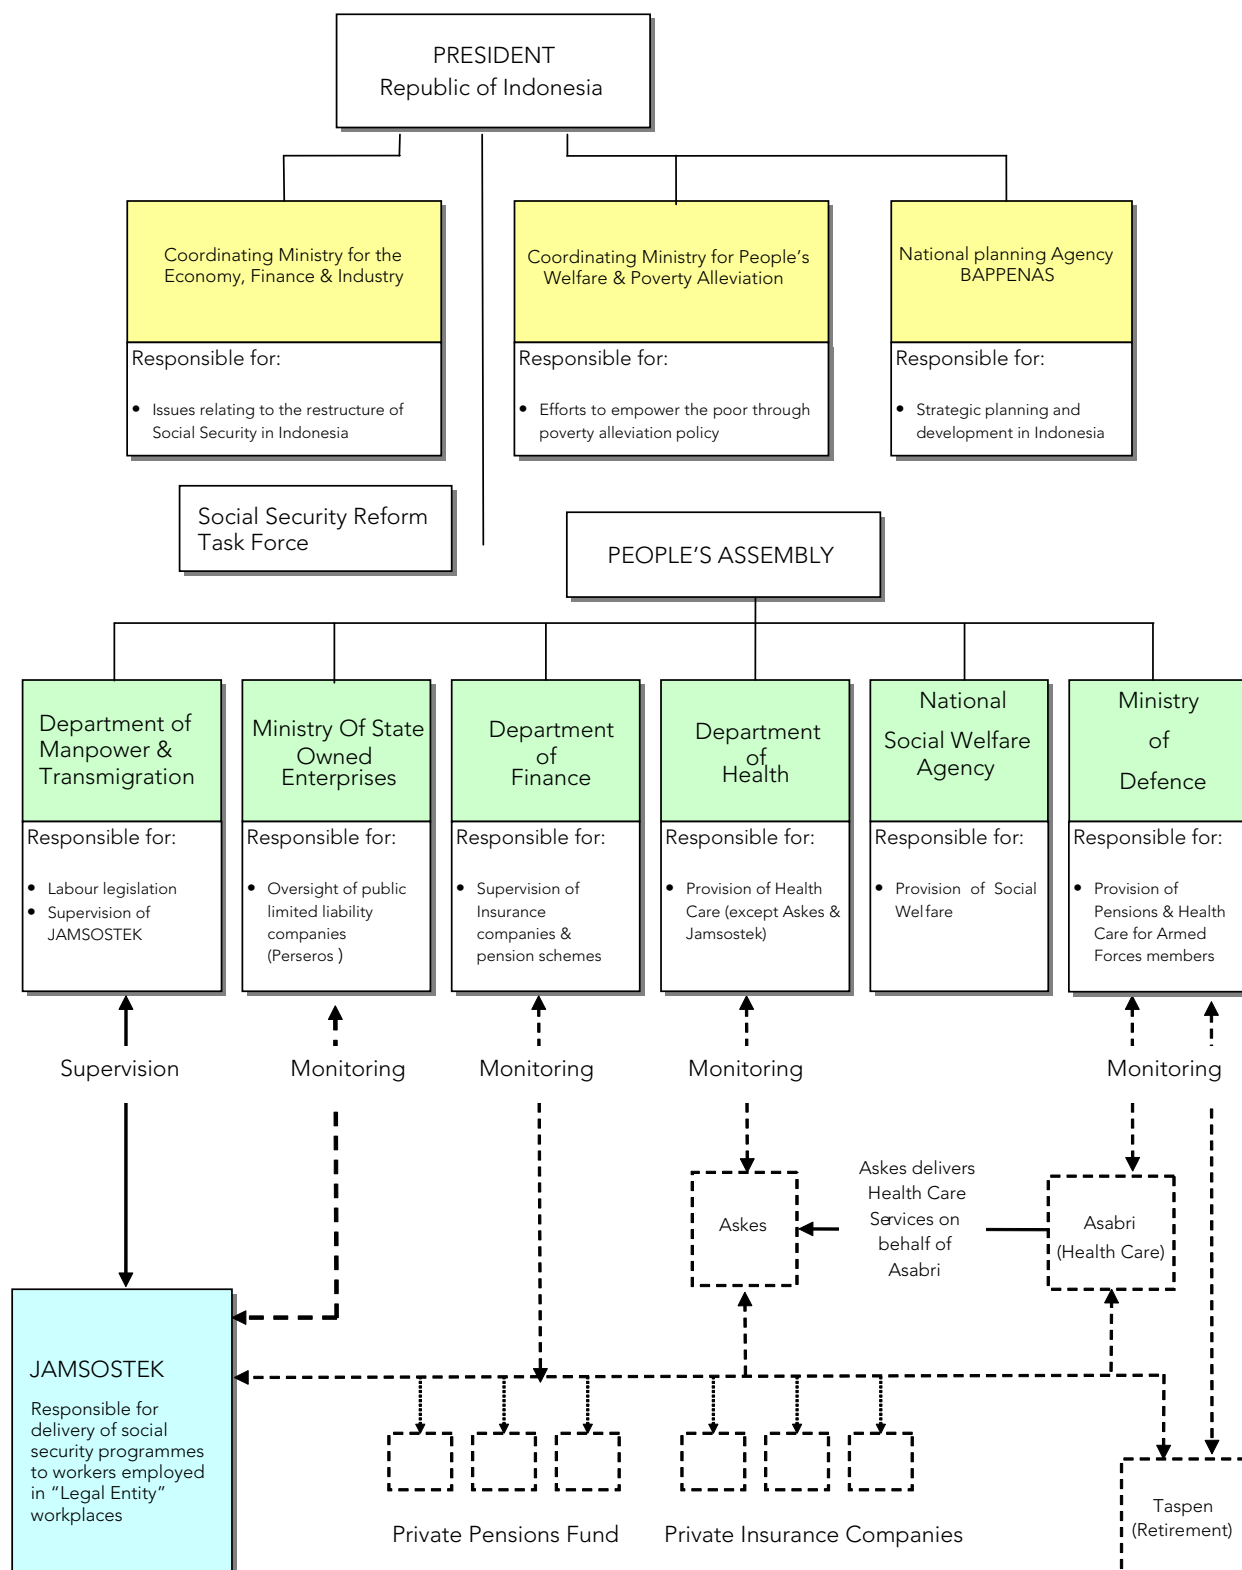 PRESIDENT
Republic of Indonesia
Coordinating Ministry for the
Economy, Finance & Industry
Responsible for:
• Issues relating to the restructure of
Social Security in Indonesia
Coordinating Ministry for People's
Welfare & Poverty Alleviation
Responsible for:
• Efforts to empower the poor through
poverty alleviation policy
National planning Agency
BAPPENAS
Responsible for:
• Strategic planning and
development in Indonesia
Social Security Reform
Task Force
PEOPLE'S ASSEMBLY
Department of
Manpower &
Transmigration
Responsible for:
• Labour legislation
• Supervision of
JAMSOSTEK
Ministry Of State
Owned
Enterprises
Responsible for:
• Oversight of public
limited liability
companies
(Perseros )
Department
of
Finance
Responsible for:
• Supervision of
Insurance
companies &
pension schemes
Department
of
Health
Responsible for:
• Provision of Health
Care (except Askes &
Jamsostek)
National
Social Welfare
Agency
Responsible for:
• Provision of Social
Welfare
Ministry
of
Defence
Responsible for:
• Provision of
Pensions & Health
Care for Armed
Forces members
Supervision
Monitoring
Monitoring
Monitoring
Monitoring
Askes
Askes delivers
Health Care
Services on
behalf of
Asabri
Asabri
(Health Care)
JAMSOSTEK
Responsible for
delivery of social
security programmes
to workers employed
in "Legal Entity"
workplaces
Private Pensions Fund
Private Insurance Companies
Taspen
(Retirement)